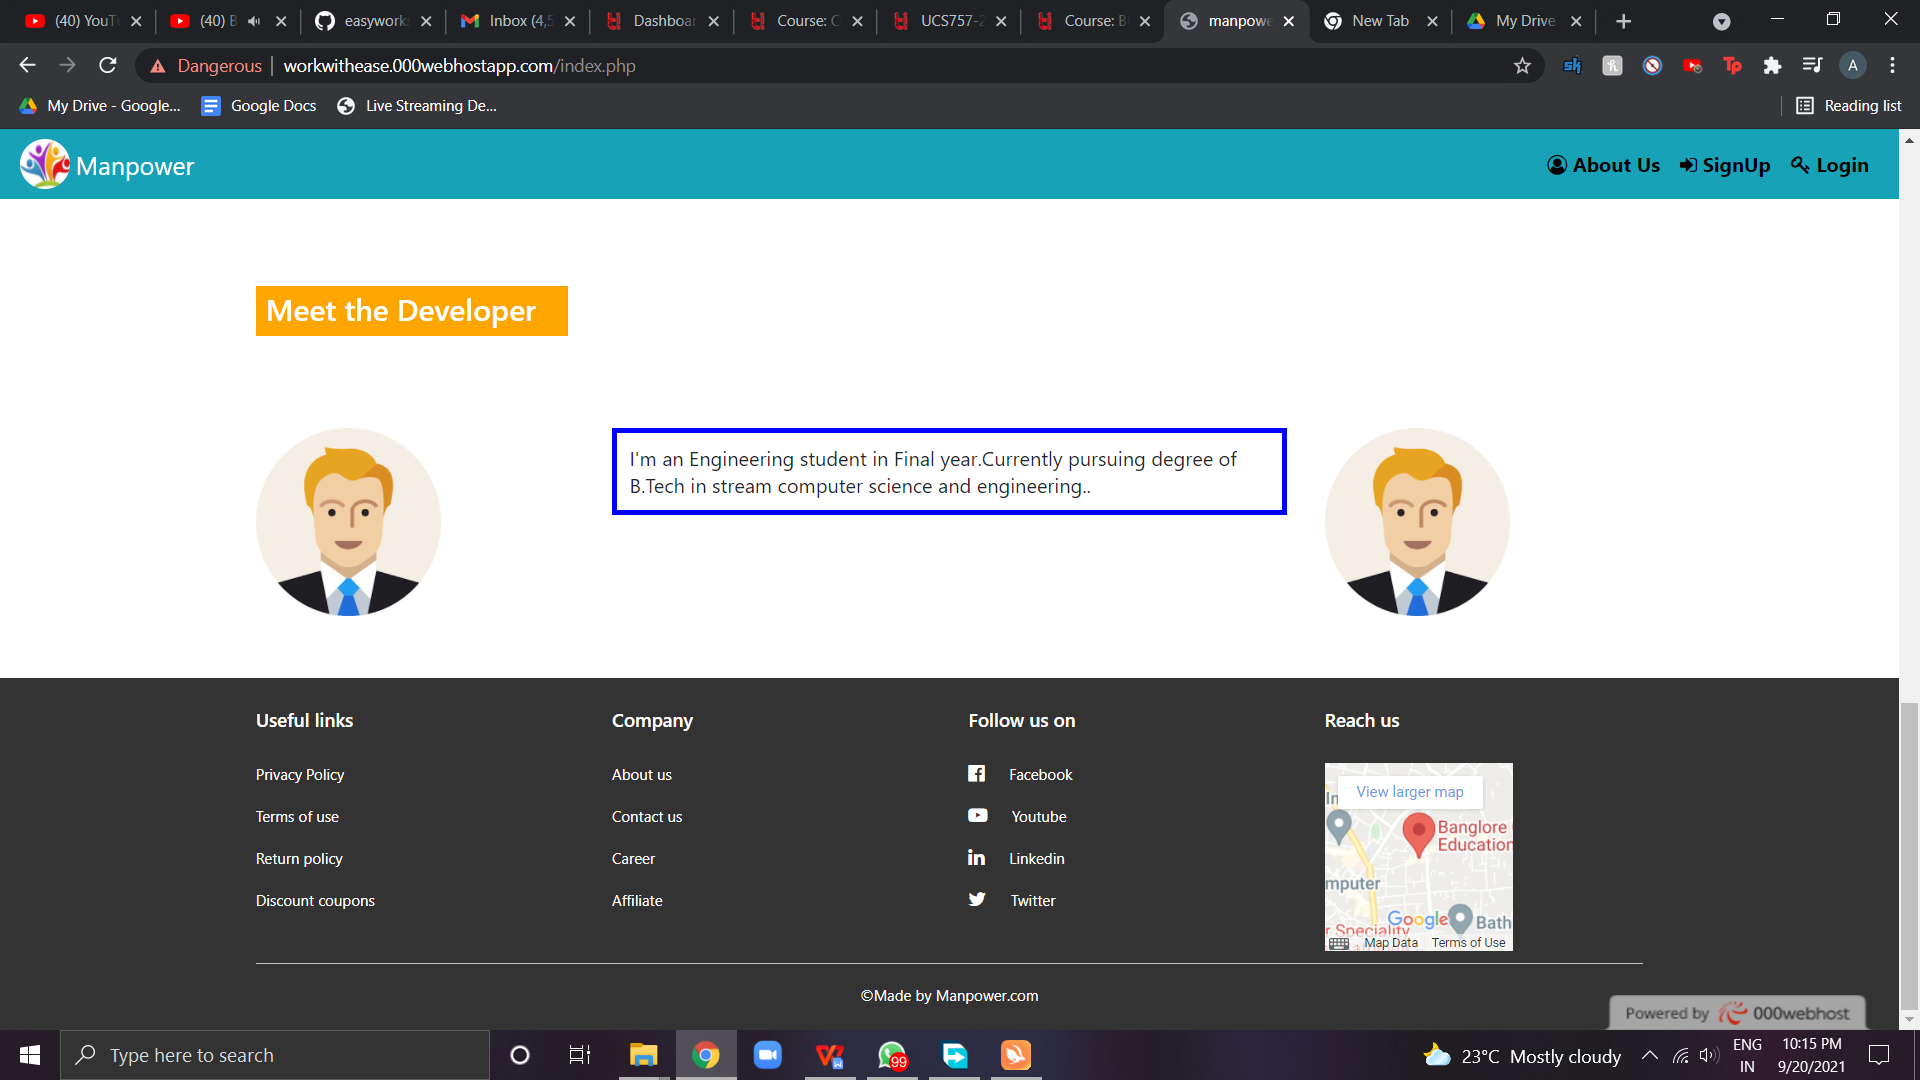 (40) YouTu
(40) B
easywork
Inbox (4,5
Dashboar
Course: C
UCS757-2
Course: B
manpowe
New Tab
My Drive
Dangerous
workwithease.000webhostapp.com/index.php
A
My Drive - Google...
Google Docs
Live Streaming De...
Reading list
Manpower
About Us
SignUp
Login
Meet the Developer
I'm an Engineering student in Final year.Currently pursuing degree of
B.Tech in stream computer science and engineering..
Useful links
Privacy Policy
Terms of use
Return policy
Discount coupons
Company
About us
Contact us
Career
Affiliate
Follow us on
Facebook
Youtube
Linkedin
Twitter
Reach us
View larger map
Banglore
Education
mputer
Google
Bath
r Speciality
Map Data
Terms of Use
©Made by Manpower.com
Powered by 000webhost
Type here to search
99
23°C Mostly cloudy
ENG
IN
10:15 PM
9/20/2021